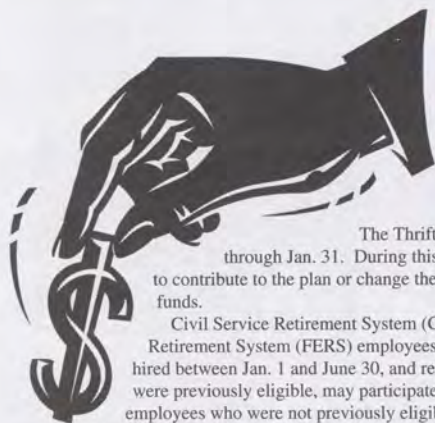 The Thrift
through Jan. 31. During this
to contribute to the plan or change the
funds.
Civil Service Retirement System (
Retirement System (FERS) employees
hired between Jan. 1 and June 30, and re
were previously eligible, may participate
employees who were not previously eligi